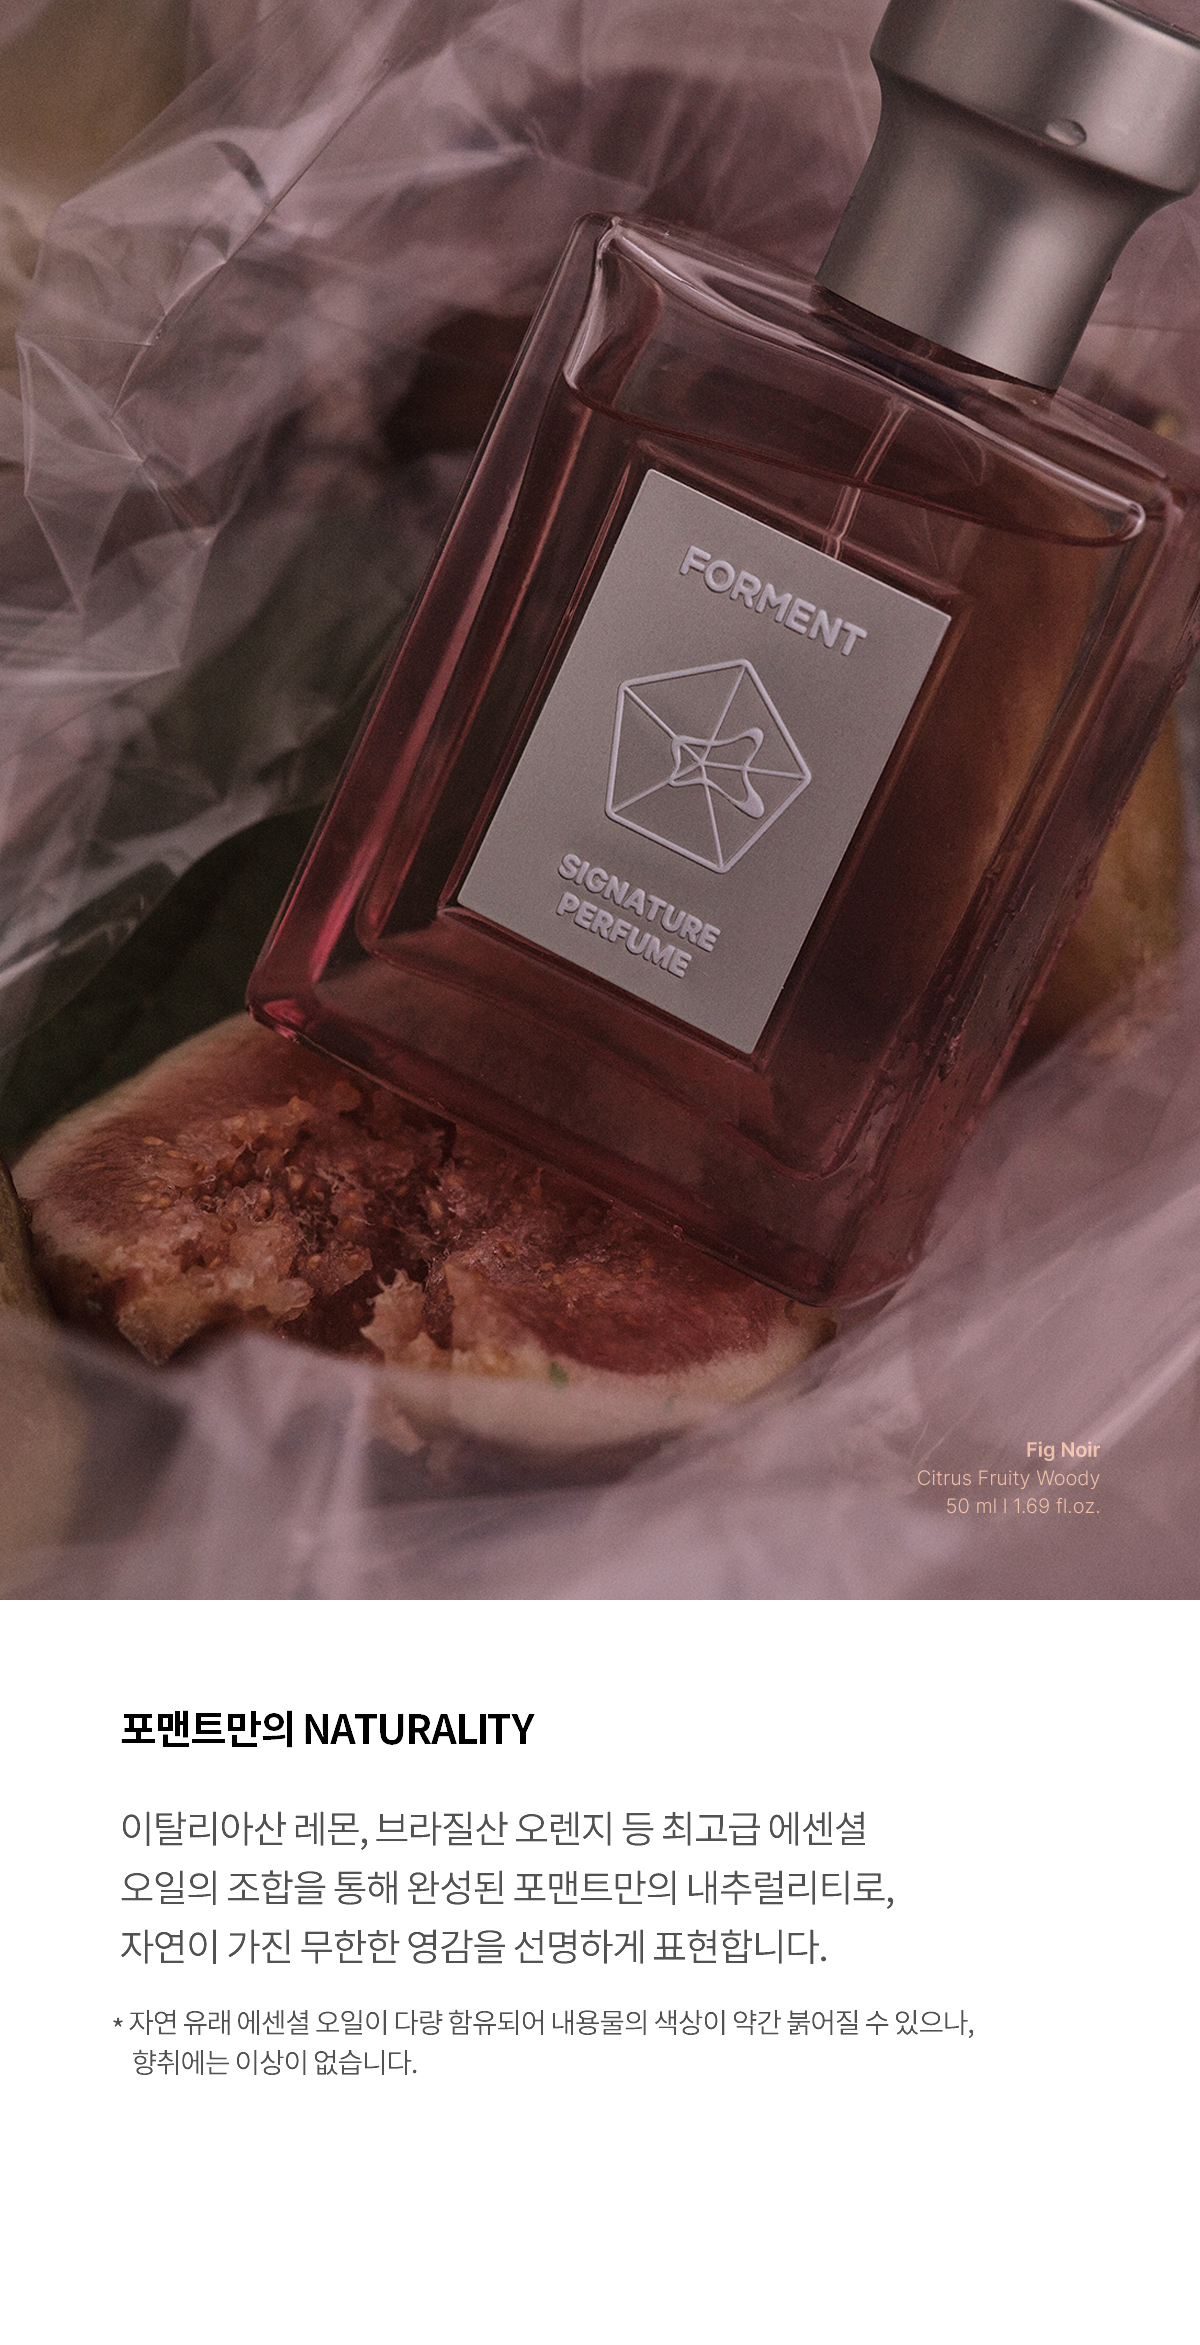 FORMENT
SIGNATURE
PERFUME
Fig Noir
Citrus Fruity Woody
50 ml l 1.69 fl.oz.
포맨트만의 NATURALITY
이탈리아산 레몬, 브라질산 오렌지 등 최고급 에센셜
오일의 조합을 통해 완성된 포맨트만의 내추럴리티로,
자연이 가진 무한한 영감을 선명하게 표현합니다.
* 자연 유래 에센셜 오일이 다량 함유되어 내용물의 색상이 약간 붉어질 수 있으나,
향취에는 이상이 없습니다.